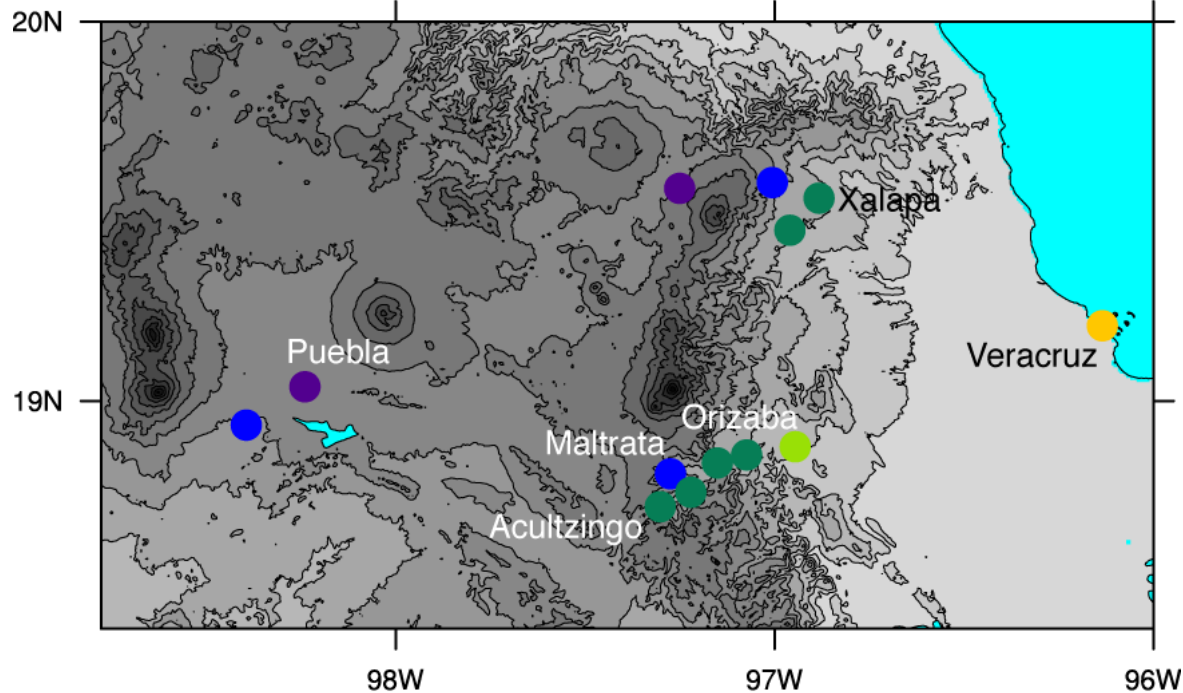 20N
Xalapa
Puebla
Veracruz
19N
Orizaba
Maltrata
Acultzingo
98W
97W
96W